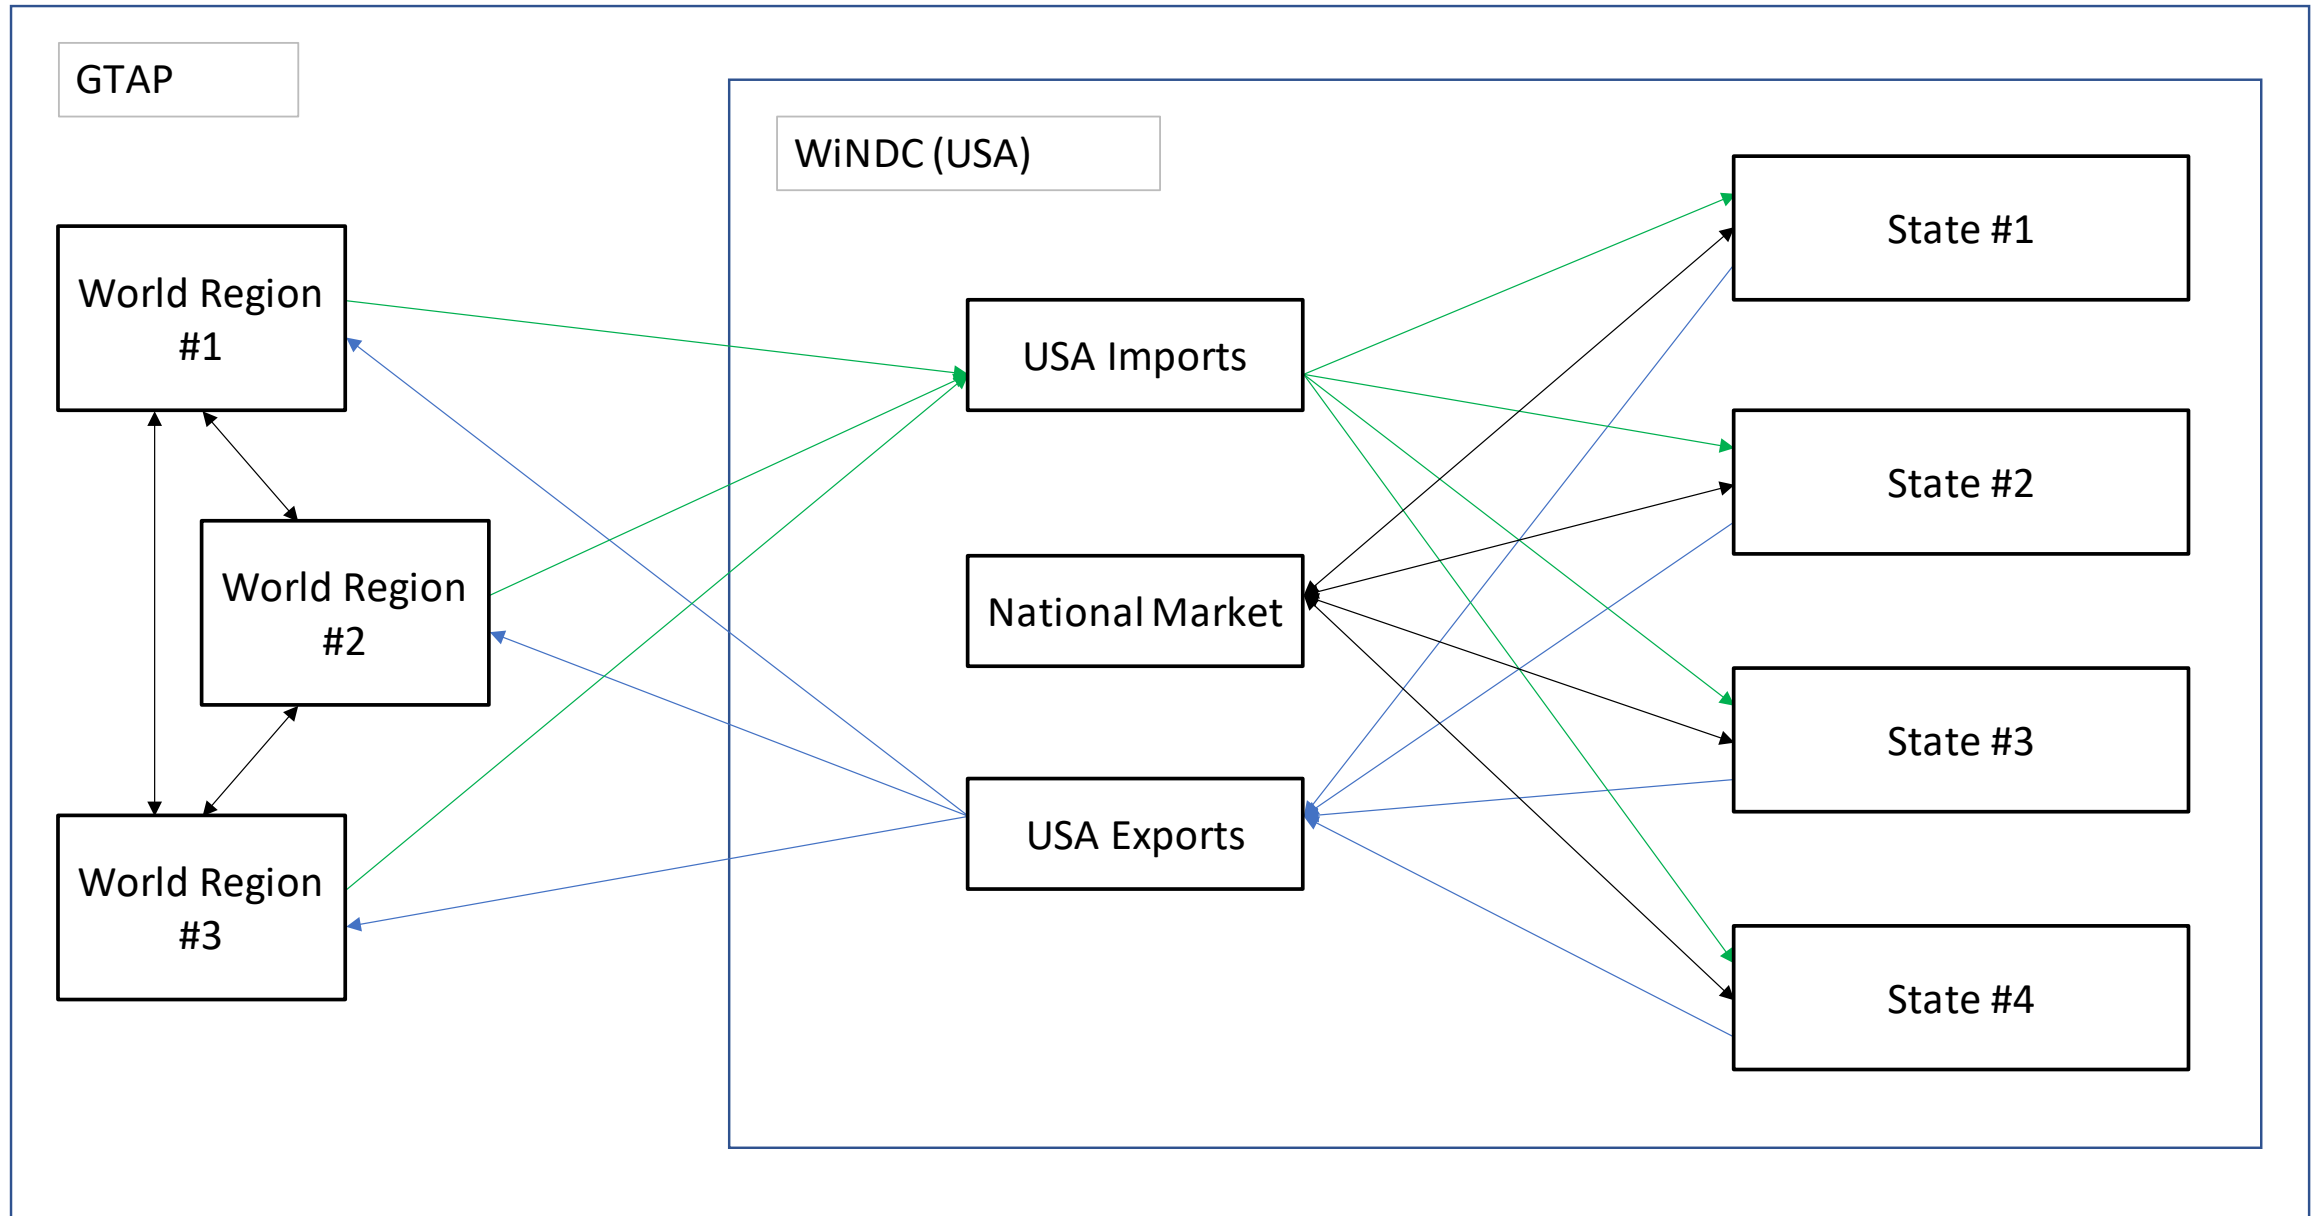 GTAP
WiNDC (USA)
World Region
#1
World Region
#2
World Region
#3
USA Imports
National Market
USA Exports
State #1
State #2
State #3
State #4